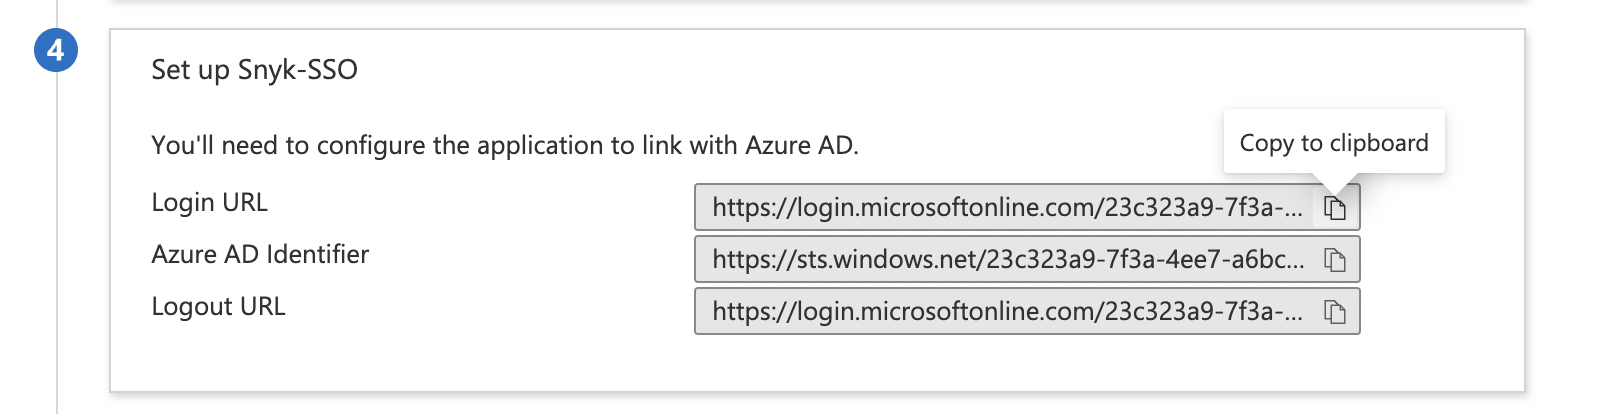 4
Set up Snyk-SSO
You'll need to configure the application to link with Azure AD.
Copy to clipboard
Login URL
https://login.microsoftonline.com/23c323a9-7f3a-...
Azure AD Identifier
https://sts.windows.net/23c323a9-7f3a-4ee7-a6bc...
Logout URL
https://login.microsoftonline.com/23c323a9-7f3a-...